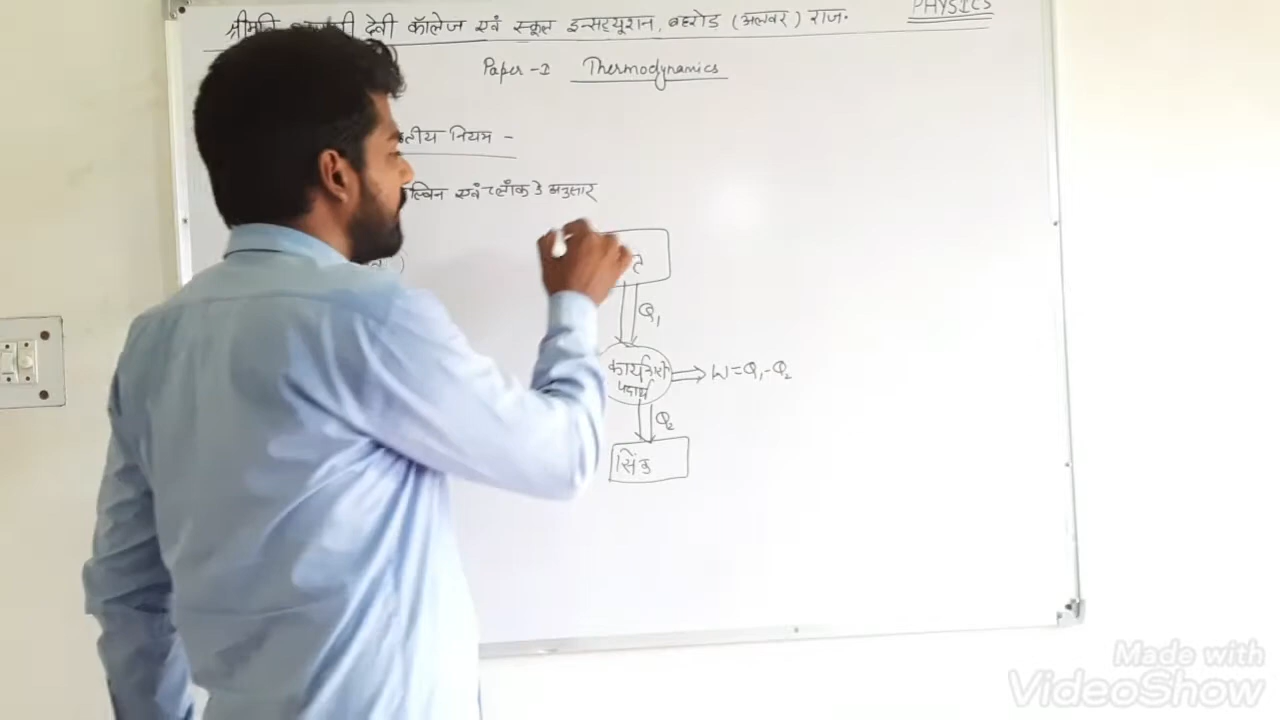 PHYSICS
देवी कॉलेज एवं स्कूल इन्सट्यूशन, बहरोड़ (अलवर) राज.
Paper-I Thermodynamics
नियम -
एवं प्लाँक के अनुसार
Q₁
कार्यकारी
पदार्थ
W=Q₁-Q₂
Q₂
सिंक
Made with
VideoShow